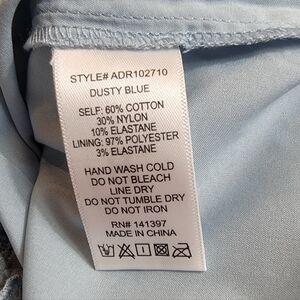 STYLE# ADR102710
DUSTY BLUE
SELF: 60% COTTON
30% NYLON
10% ELASTANE
LINING: 97% POLYESTER
3% ELASTANE
HAND WASH COLD
DO NOT BLEACH
LINE DRY
DO NOT TUMBLE DRY
DO NOT IRON
RN# 141397
MADE IN CHINA